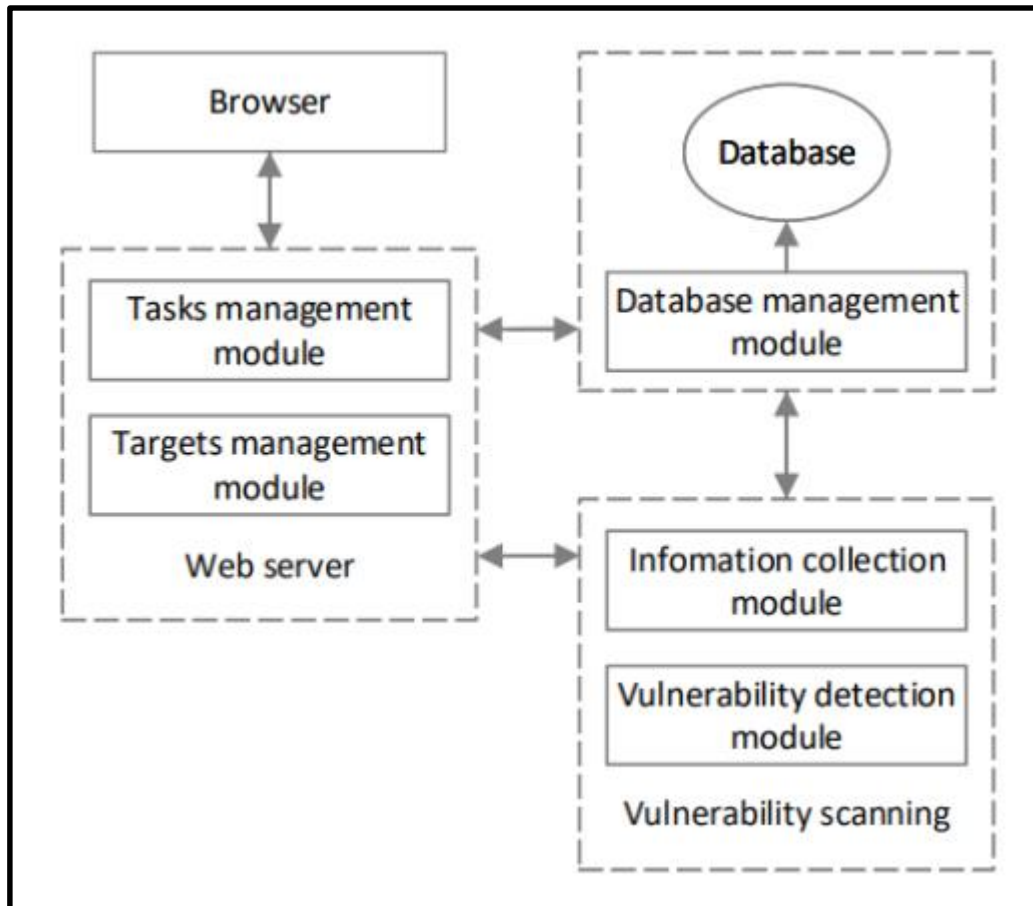 Browser
Tasks management
module
Targets management
module
Web server
Database
Database management
module
Infomation collection
module
Vulnerability detection
module
Vulnerability scanning